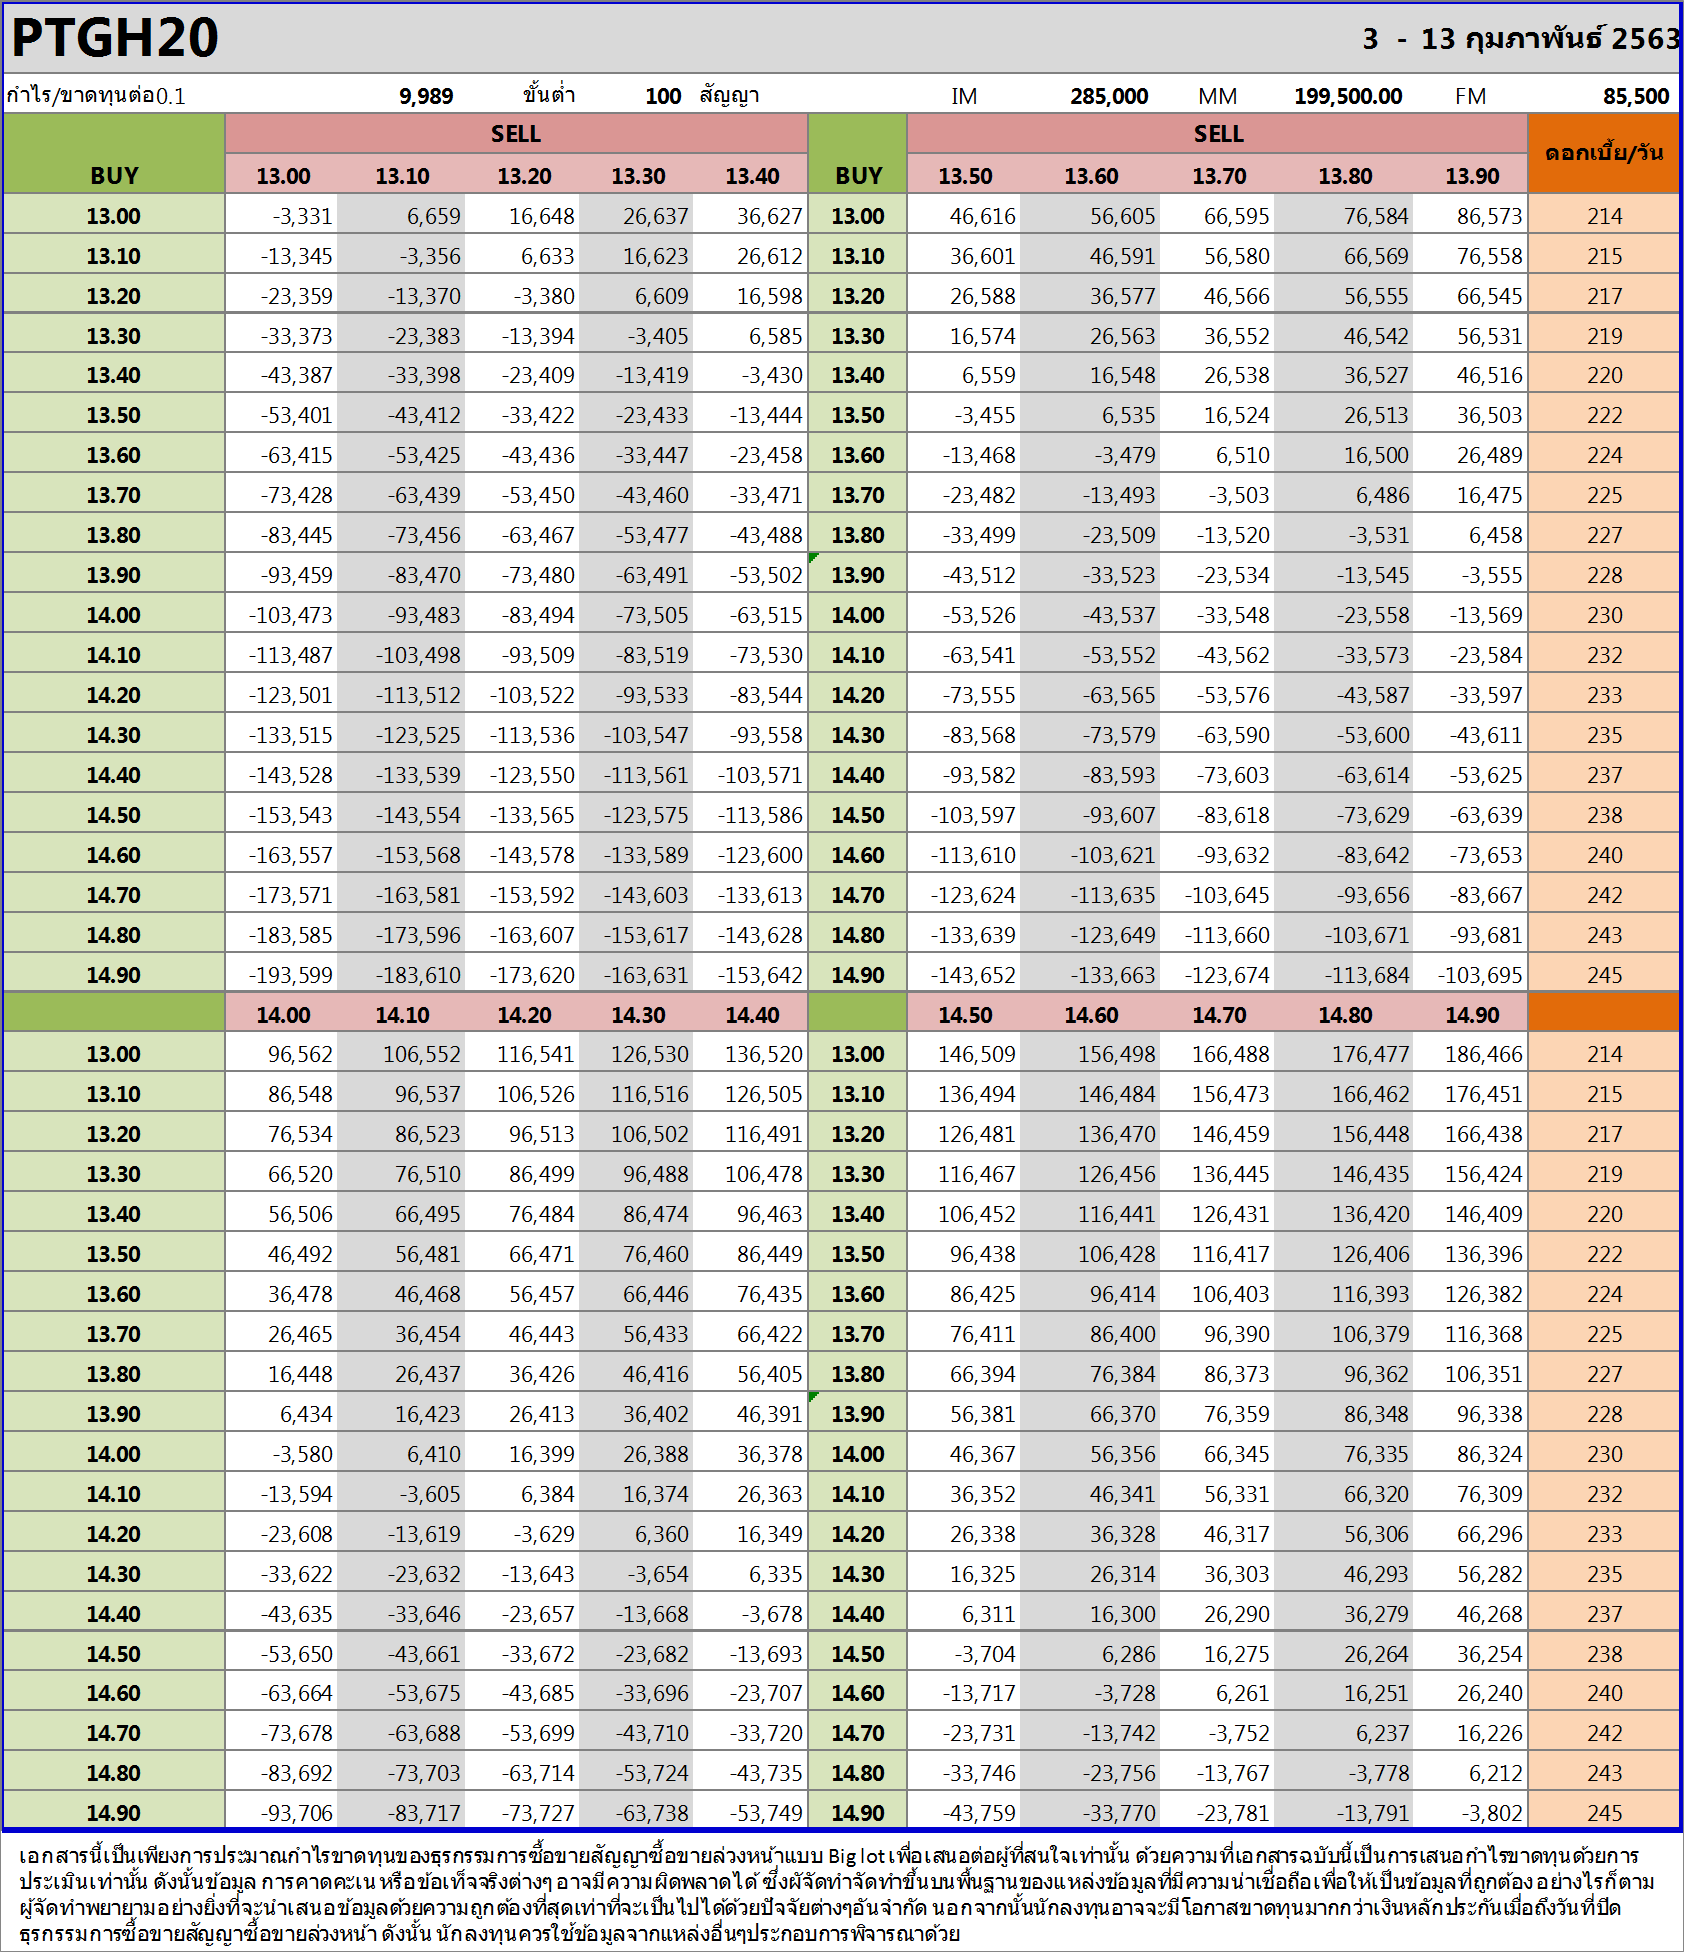 PTGH20 3 - 13 กุมภาพันธ์ 2563
กำไร/ขาดทุนต่อ0.1 9,989 ขั้นต่ำ 100 สัญญา IM 285,000 MM 199,500.00 FM 85,500
SELL SELL ดอกเบี้ย/วัน
BUY 13.00 13.10 13.20 13.30 13.40 BUY 13.50 13.60 13.70 13.80 13.90
13.00 -3,331 6,659 16,648 26,637 36,627 13.00 46,616 56,605 66,595 76,584 86,573 214
13.10 -13,345 -3,356 6,633 16,623 26,612 13.10 36,601 46,591 56,580 66,569 76,558 215
13.20 -23,359 -13,370 -3,380 6,609 16,598 13.20 26,588 36,577 46,566 56,555 66,545 217
13.30 -33,373 -23,383 -13,394 -3,405 6,585 13.30 16,574 26,563 36,552 46,542 56,531 219
13.40 -43,387 -33,398 -23,409 -13,419 -3,430 13.40 6,559 16,548 26,538 36,527 46,516 220
13.50 -53,401 -43,412 -33,422 -23,433 -13,444 13.50 -3,455 6,535 16,524 26,513 36,503 222
13.60 -63,415 -53,425 -43,436 -33,447 -23,458 13.60 -13,468 -3,479 6,510 16,500 26,489 224
13.70 -73,428 -63,439 -53,450 -43,460 -33,471 13.70 -23,482 -13,493 -3,503 6,486 16,475 225
13.80 -83,445 -73,456 -63,467 -53,477 -43,488 13.80 -33,499 -23,509 -13,520 -3,531 6,458 227
13.90 -93,459 -83,470 -73,480 -63,491 -53,502 13.90 -43,512 -33,523 -23,534 -13,545 -3,555 228
14.00 -103,473 -93,483 -83,494 -73,505 -63,515 14.00 -53,526 -43,537 -33,548 -23,558 -13,569 230
14.10 -113,487 -103,498 -93,509 -83,519 -73,530 14.10 -63,541 -53,552 -43,562 -33,573 -23,584 232
14.20 -123,501 -113,512 -103,522 -93,533 -83,544 14.20 -73,555 -63,565 -53,576 -43,587 -33,597 233
14.30 -133,515 -123,525 -113,536 -103,547 -93,558 14.30 -83,568 -73,579 -63,590 -53,600 -43,611 235
14.40 -143,528 -133,539 -123,550 -113,561 -103,571 14.40 -93,582 -83,593 -73,603 -63,614 -53,625 237
14.50 -153,543 -143,554 -133,565 -123,575 -113,586 14.50 -103,597 -93,607 -83,618 -73,629 -63,639 238
14.60 -163,557 -153,568 -143,578 -133,589 -123,600 14.60 -113,610 -103,621 -93,632 -83,642 -73,653 240
14.70 -173,571 -163,581 -153,592 -143,603 -133,613 14.70 -123,624 -113,635 -103,645 -93,656 -83,667 242
14.80 -183,585 -173,596 -163,607 -153,617 -143,628 14.80 -133,639 -123,649 -113,660 -103,671 -93,681 243
14.90 -193,599 -183,610 -173,620 -163,631 -153,642 14.90 -143,652 -133,663 -123,674 -113,684 -103,695 245
14.00 14.10 14.20 14.30 14.40 14.50 14.60 14.70 14.80 14.90
13.00 96,562 106,552 116,541 126,530 136,520 13.00 146,509 156,498 166,488 176,477 186,466 214
13.10 86,548 96,537 106,526 116,516 126,505 13.10 136,494 146,484 156,473 166,462 176,451 215
13.20 76,534 86,523 96,513 106,502 116,491 13.20 126,481 136,470 146,459 156,448 166,438 217
13.30 66,520 76,510 86,499 96,488 106,478 13.30 116,467 126,456 136,445 146,435 156,424 219
13.40 56,506 66,495 76,484 86,474 96,463 13.40 106,452 116,441 126,431 136,420 146,409 220
13.50 46,492 56,481 66,471 76,460 86,449 13.50 96,438 106,428 116,417 126,406 136,396 222
13.60 36,478 46,468 56,457 66,446 76,435 13.60 86,425 96,414 106,403 116,393 126,382 224
13.70 26,465 36,454 46,443 56,433 66,422 13.70 76,411 86,400 96,390 106,379 116,368 225
13.80 16,448 26,437 36,426 46,416 56,405 13.80 66,394 76,384 86,373 96,362 106,351 227
13.90 6,434 16,423 26,413 36,402 46,391 13.90 56,381 66,370 76,359 86,348 96,338 228
14.00 -3,580 6,410 16,399 26,388 36,378 14.00 46,367 56,356 66,345 76,335 86,324 230
14.10 -13,594 -3,605 6,384 16,374 26,363 14.10 36,352 46,341 56,331 66,320 76,309 232
14.20 -23,608 -13,619 -3,629 6,360 16,349 14.20 26,338 36,328 46,317 56,306 66,296 233
14.30 -33,622 -23,632 -13,643 -3,654 6,335 14.30 16,325 26,314 36,303 46,293 56,282 235
14.40 -43,635 -33,646 -23,657 -13,668 -3,678 14.40 6,311 16,300 26,290 36,279 46,268 237
14.50 -53,650 -43,661 -33,672 -23,682 -13,693 14.50 -3,704 6,286 16,275 26,264 36,254 238
14.60 -63,664 -53,675 -43,685 -33,696 -23,707 14.60 -13,717 -3,728 6,261 16,251 26,240 240
14.70 -73,678 -63,688 -53,699 -43,710 -33,720 14.70 -23,731 -13,742 -3,752 6,237 16,226 242
14.80 -83,692 -73,703 -63,714 -53,724 -43,735 14.80 -33,746 -23,756 -13,767 -3,778 6,212 243
14.90 -93,706 -83,717 -73,727 -63,738 -53,749 14.90 -43,759 -33,770 -23,781 -13,791 -3,802 245
เอกสารนี้เป็นเพียงการประมาณกำไรขาดทุนของธุรกรรมการซื้อขายสัญญาซื้อขายล่วงหน้าแบบ Big lot เพื่อเสนอต่อผู้ที่สนใจเท่านั้น ด้วยความที่เอกสารฉบับนี้เป็นการเสนอกำไรขาดทุนด้วยการ
ประเมินเท่านั้น ดังนั้นข้อมูล การคาดคะเน หรือข้อเท็จจริงต่างๆ อาจมีความผิดพลาดได้ ซึ่งผู้จัดทำจัดทำขึ้นบนพื้นฐานของแหล่งข้อมูลที่มีความน่าเชื่อถือเพื่อให้เป็นข้อมูลที่ถูกต้อง อย่างไรก็ตาม
ผู้จัดทำพยายามอย่างยิ่งที่จะนำเสนอข้อมูลด้วยความถูกต้องที่สุดเท่าที่จะเป็นไปได้ด้วยปัจจัยต่างๆอันจำกัด นอกจากนั้นนักลงทุนอาจจะมีโอกาสขาดทุนมากกว่าเงินหลักประกันเมื่อถึงวันที่ปิด
ธุรกรรมการซื้อขายสัญญาซื้อขายล่วงหน้า ดังนั้น นักลงทุนควรใช้ข้อมูลจากแหล่งอื่นๆประกอบการพิจารณาด้วย